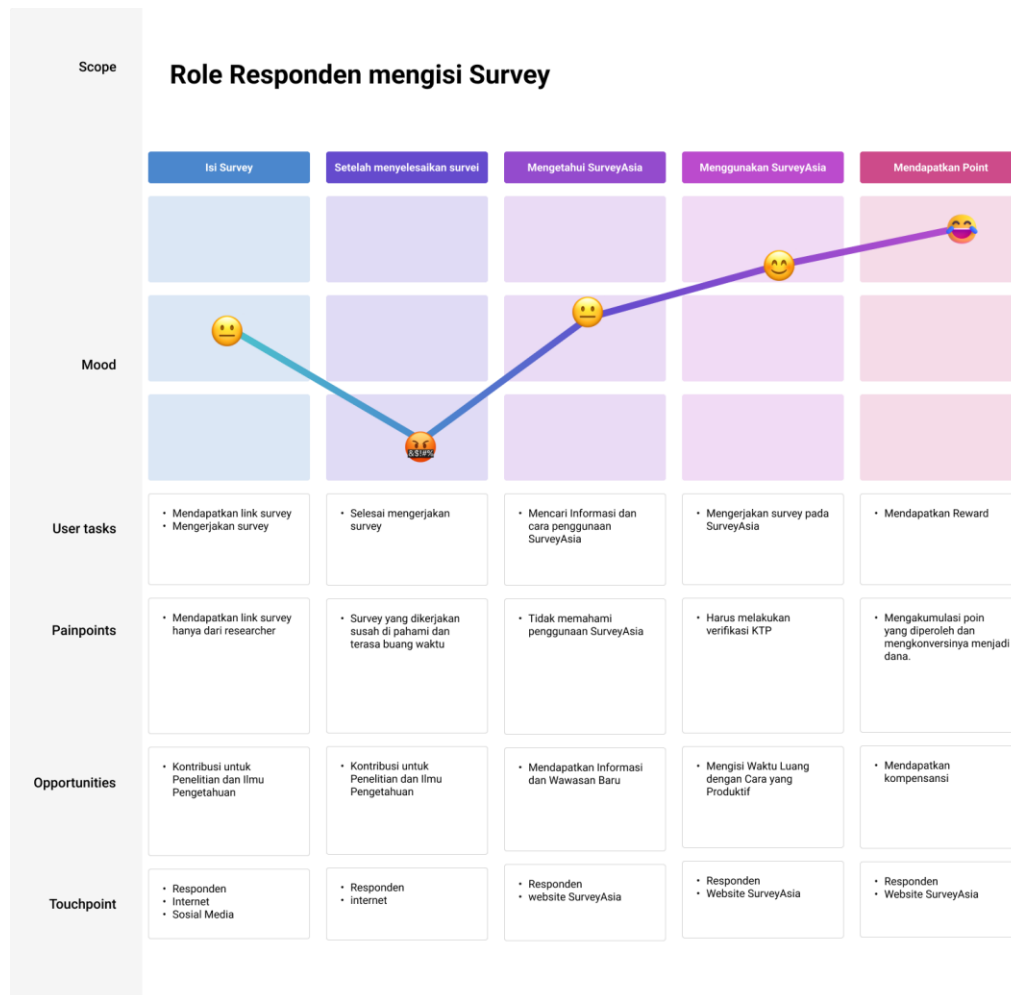 Scope
Role Responden mengisi Survey
Isi Survey
Setelah menyelesaikan survei
Mengetahui SurveyAsia
Menggunakan SurveyAsia
Mendapatkan Point
&$!#%
Mood
User tasks
• Mendapatkan link survey
• Mengerjakan survey
• Selesai mengerjakan
survey
• Mencari Informasi dan
cara penggunaan
SurveyAsia
• Mengerjakan survey pada
SurveyAsia
• Mendapatkan Reward
Painpoints
• Mendapatkan link survey
hanya dari researcher
• Survey yang dikerjakan
susah di pahami dan
terasa buang waktu
• Tidak memahami
penggunaan SurveyAsia
• Harus melakukan
verifikasi KTP
• Mengakumulasi poin
yang diperoleh dan
mengkonversinya menjadi
dana.
Opportunities
• Kontribusi untuk
Penelitian dan Ilmu
Pengetahuan
• Kontribusi untuk
Penelitian dan Ilmu
Pengetahuan
• Mendapatkan Informasi
dan Wawasan Baru
• Mengisi Waktu Luang
dengan Cara yang
Produktif
• Mendapatkan
kompensansi
Touchpoint
• Responden
• Internet
• Sosial Media
• Responden
• internet
• Responden
• website SurveyAsia
• Responden
• Website SurveyAsia
• Responden
• Website SurveyAsia